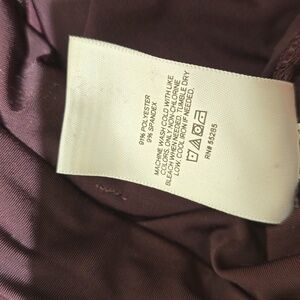 91% POLYESTER
9% SPANDEX
MACHINE WASH COLD WITH LIKE
COLORS. ONLY NON-CHLORINE
BLEACH WHEN NEEDED. TUMBLE DRY
LOW. COOL IRON IF NEEDED.
RN# 55285